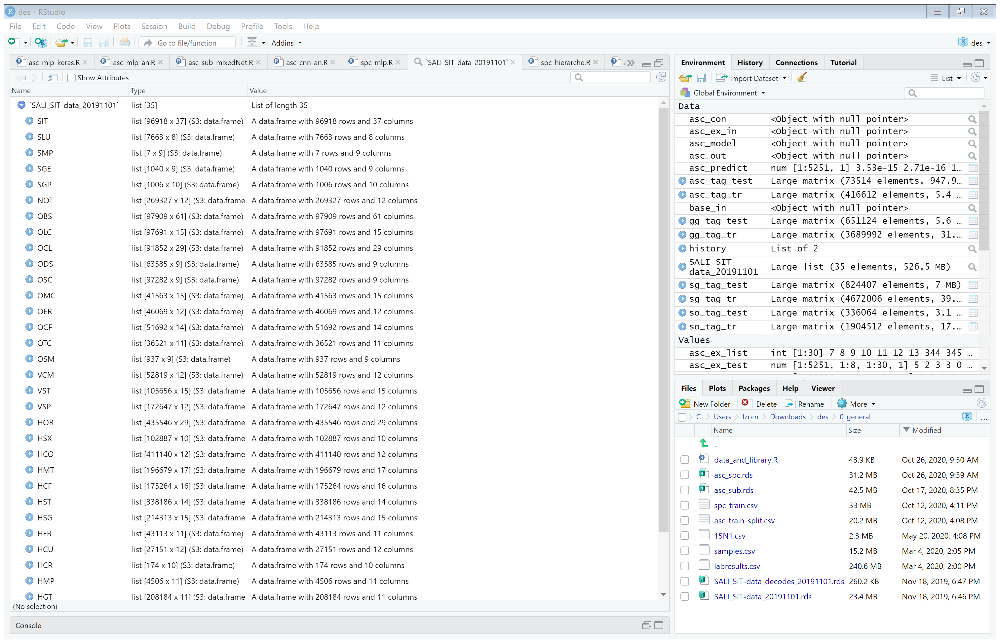 des - RStudio
File Edit Code View Plots Session Build Debug Profile Tools Help
Go to file/function Addins des
asc_mlp_keras.R asc_mlp_an.R asc_sub_mixedNet.R asc_cnn_an.R spc_mlp.R `SALI_SIT-data_20191101` spc_hierarche.R
Show Attributes
Name Type Value
`SALI_SIT-data_20191101` list [35] List of length 35
SIT list [96918 x 37] (S3: data.frame) A data.frame with 96918 rows and 37 columns
SLU list [7663 x 8] (S3: data.frame) A data.frame with 7663 rows and 8 columns
SMP list [7 x 9] (S3: data.frame) A data.frame with 7 rows and 9 columns
SGE list [1040 x 9] (S3: data.frame) A data.frame with 1040 rows and 9 columns
SGP list [1006 x 10] (S3: data.frame) A data.frame with 1006 rows and 10 columns
NOT list [269327 x 12] (S3: data.frame A data.frame with 269327 rows and 12 columns
OBS list [97909 x 61] (S3: data.frame) A data.frame with 97909 rows and 61 columns
OLC list [97691 x 15] (S3: data.frame) A data.frame with 97691 rows and 15 columns
OCL list [91852 x 29] (S3: data.frame) A data.frame with 91852 rows and 29 columns
ODS list [63585 x 9] (S3: data.frame) A data.frame with 63585 rows and 9 columns
OSC list [97282 x 9] (S3: data.frame) A data.frame with 97282 rows and 9 columns
OMC list [41563 x 15] (S3: data.frame) A data.frame with 41563 rows and 15 columns
OER list [46069 x 12] (S3: data.frame) A data.frame with 46069 rows and 12 columns
OCF list [51692 x 14] (S3: data.frame) A data.frame with 51692 rows and 14 columns
OTC list [36521 x 11] (S3: data.frame) A data.frame with 36521 rows and 11 columns
OSM list [937 x 9] (S3: data.frame) A data.frame with 937 rows and 9 columns
VCM list [52819 x 12] (S3: data.frame) A data.frame with 52819 rows and 12 columns
VST list [105656 x 15] (S3: data.frame A data.frame with 105656 rows and 15 columns
VSP list [172647 x 12] (S3: data.frame A data.frame with 172647 rows and 12 columns
HOR list [435546 x 29] (S3: data.frame A data.frame with 435546 rows and 29 columns
HSX list [102887 x 10] (S3: data.frame A data.frame with 102887 rows and 10 columns
HCO list [411140 x 12] (S3: data.frame A data.frame with 411140 rows and 12 columns
HMT list [196679 x 17] (S3: data.frame A data.frame with 196679 rows and 17 columns
HCF list [175264 x 16] (S3: data.frame A data.frame with 175264 rows and 16 columns
HST list [338186 x 14] (S3: data.frame A data.frame with 338186 rows and 14 columns
HSG list [214313 x 15] (S3: data.frame A data.frame with 214313 rows and 15 columns
HFB list [43113 x 11] (S3: data.frame) A data.frame with 43113 rows and 11 columns
HCU list [27151 x 12] (S3: data.frame) A data.frame with 27151 rows and 12 columns
HCR list [174 x 10] (S3: data.frame) A data.frame with 174 rows and 10 columns
HMP list [4506 x 11] (S3: data.frame) A data.frame with 4506 rows and 11 columns
HGT list [208184 x 11] (S3: data.frame A data.frame with 208184 rows and 11 columns
(No selection)
Console
Environment History Connections Tutorial
Import Dataset List
Global Environment
Data
asc_con <Object with null pointer>
asc_ex_in <Object with null pointer>
asc_model <Object with null pointer>
asc_out <Object with null pointer>
asc_predict num [1:5251, 1] 3.53e-15 2.71e-16 1…
asc_tag_test Large matrix (73514 elements, 947.9…
asc_tag_tr Large matrix (416612 elements, 5.4 …
base_in <Object with null pointer>
gg_tag_test Large matrix (651124 elements, 5.6 …
gg_tag_tr Large matrix (3689992 elements, 31.…
history List of 2
SALI_SIT-
data_20191101 Large list (35 elements, 526.5 MB)
sg_tag_test Large matrix (824407 elements, 7 MB)
sg_tag_tr Large matrix (4672006 elements, 39.…
so_tag_test Large matrix (336064 elements, 3.1 …
so_tag_tr Large matrix (1904512 elements, 17.…
Values
asc_ex_list int [1:30] 7 8 9 10 11 12 13 344 345 …
asc_ex_test num [1:5251, 1:8, 1:30, 1] 5 2 3 3 0 …
Files Plots Packages Help Viewer
New Folder Delete Rename More
C: Users lzccn Downloads des 0_general ...
Name Size Modified
..
data_and_library.R 43.9 KB Oct 26, 2020, 9:50 AM
asc_spc.rds 31.2 MB Oct 26, 2020, 9:39 AM
asc_sub.rds 42.5 MB Oct 17, 2020, 8:35 PM
spc_train.csv 33 MB Oct 12, 2020, 4:11 PM
asc_train_split.csv 20.2 MB Oct 12, 2020, 4:08 PM
15N1.csv 2.3 MB May 20, 2020, 4:08 PM
samples.csv 15.2 MB Mar 4, 2020, 2:05 PM
labresults.csv 240.6 MB Mar 4, 2020, 2:00 PM
SALI_SIT-data_decodes_20191101.rds 260.2 KB Nov 18, 2019, 6:47 PM
SALI_SIT-data_20191101.rds 23.4 MB Nov 18, 2019, 6:46 PM